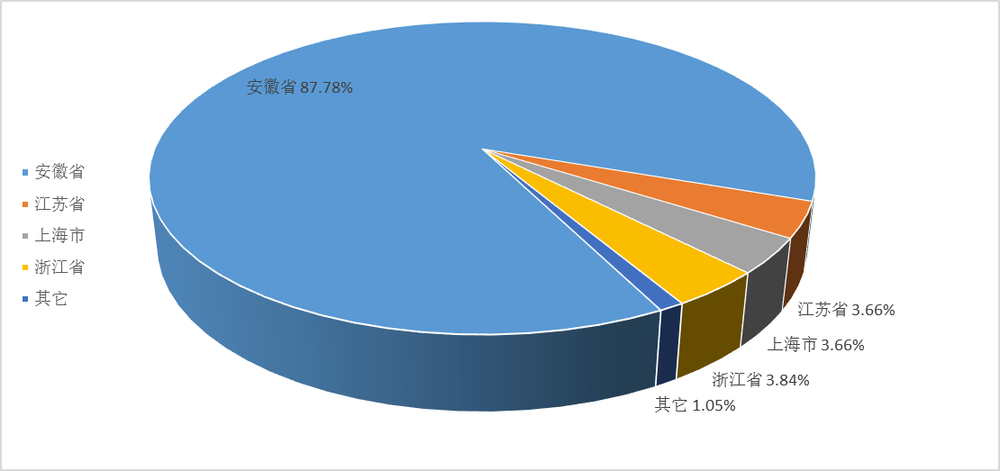 安徽省 87.78%
安徽省
江苏省
上海市
浙江省
其它
江苏省 3.66%
上海市 3.66%
浙江省 3.84%
其它 1.05%